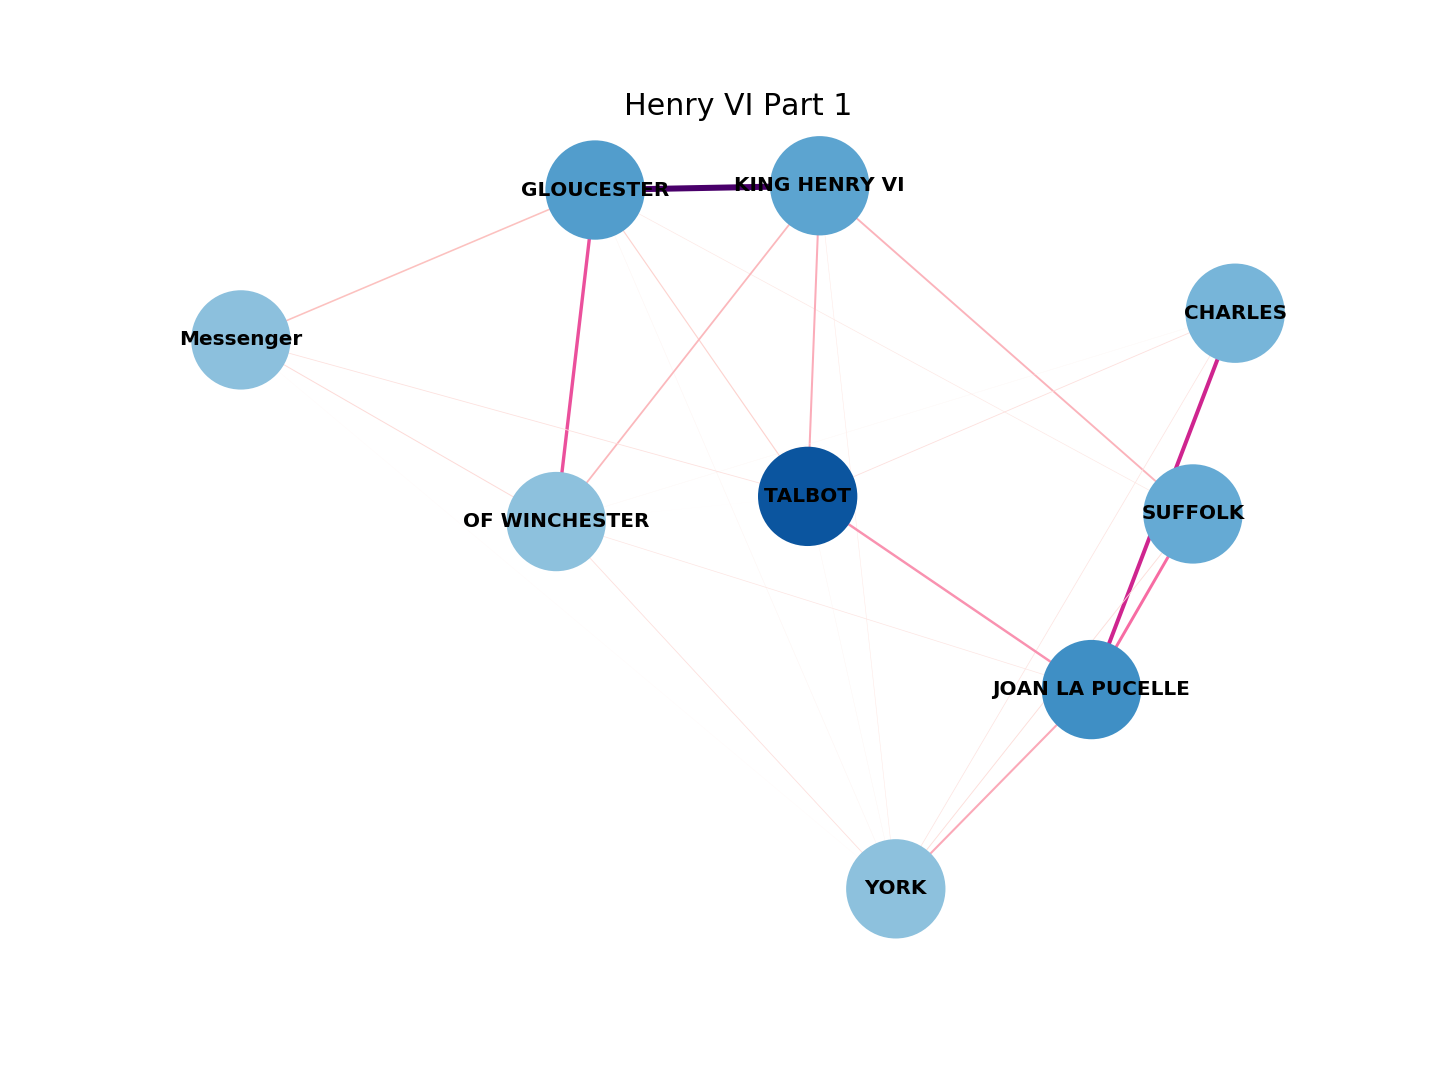 Henry VI Part 1
GLOUCESTER
KING HENRY VI
CHARLES
Messenger
TALBOT
SUFFOLK
OF WINCHESTER
JOAN LA PUCELLE
YORK